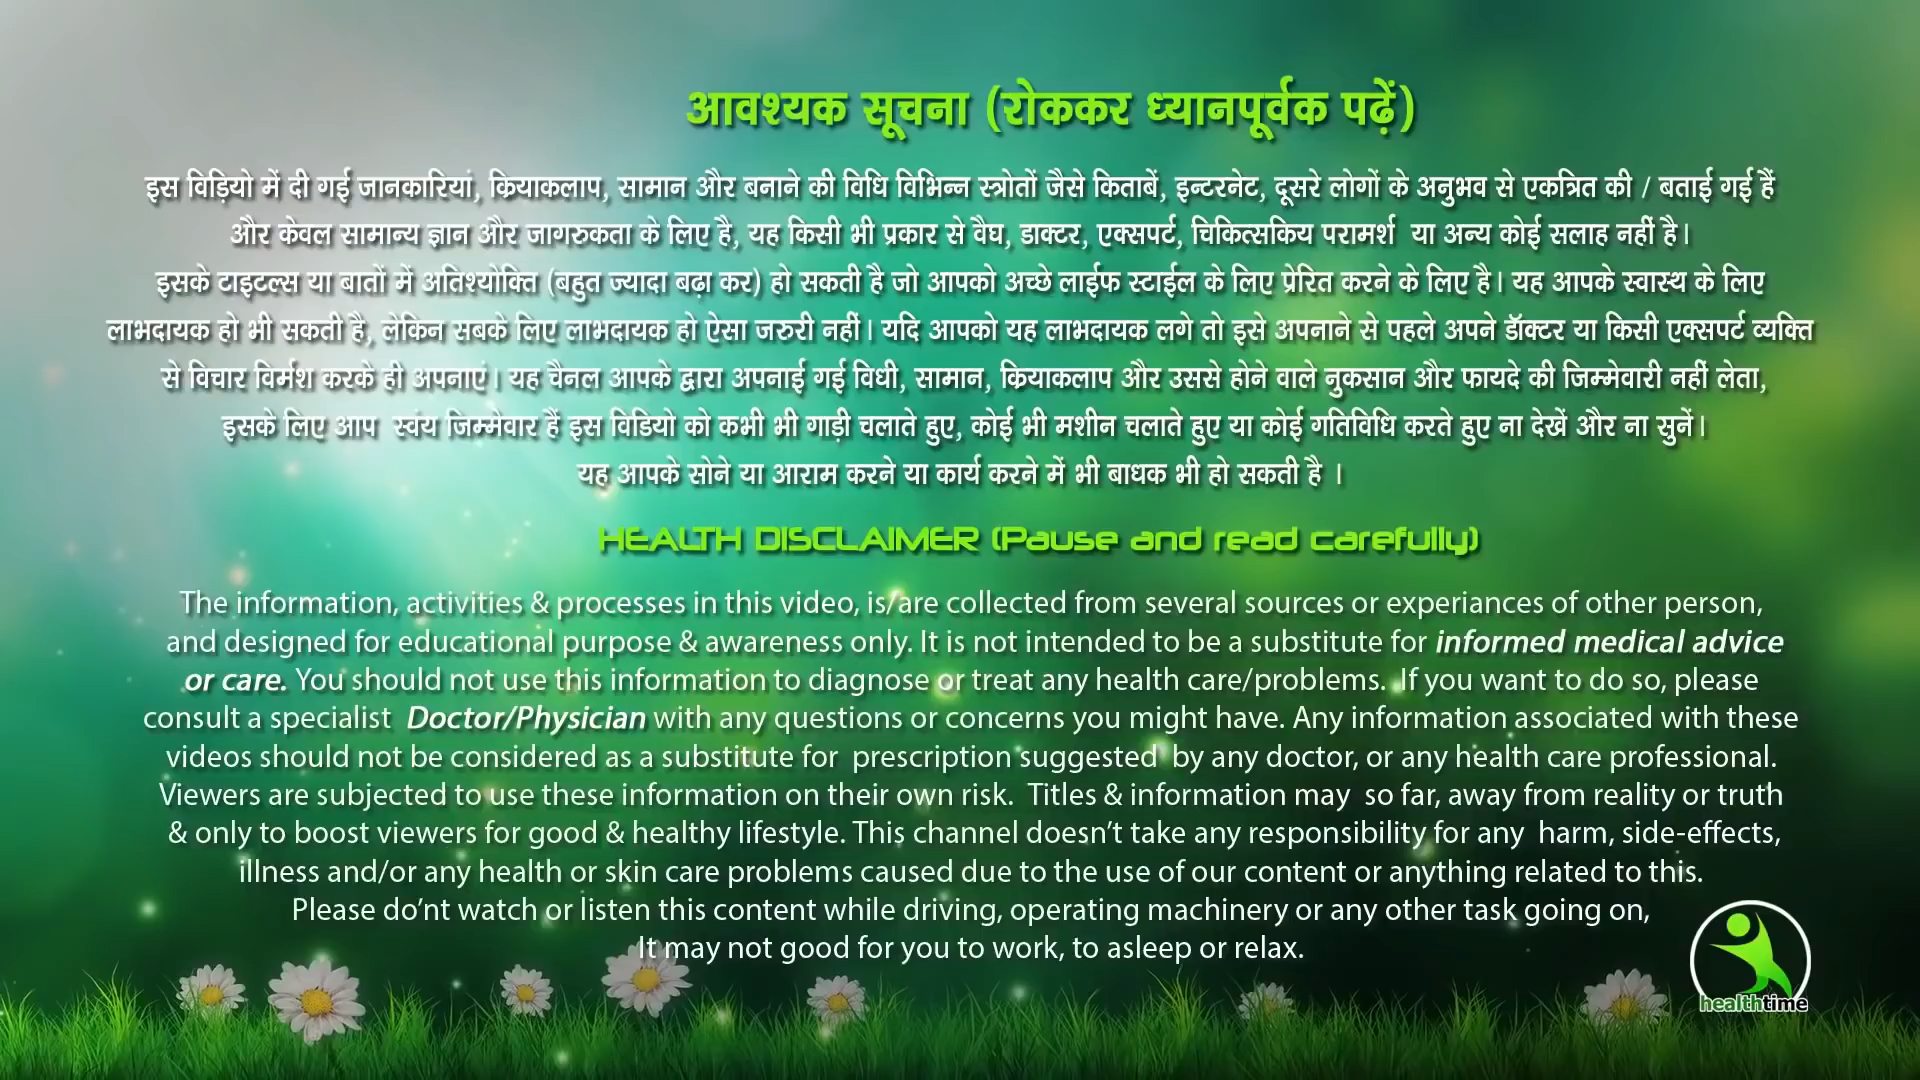 आवश्यक सूचना (रोककर ध्यानपूर्वक पढ़ें)
इस विड़ियो में दी गई जानकारियां, क्रियाकलाप, सामान और बनाने की विधि विभिन्न स्त्रोतों जैसे किताबें, इन्टरनेट, दूसरे लोगों के अनुभव से एकत्रित की / बताई गई हैं
और केवल सामान्य ज्ञान और जागरुकता के लिए है, यह किसी भी प्रकार से वैघ, डाक्टर, एक्सपर्ट, चिकित्सकिय परामर्श या अन्य कोई सलाह नहीं है।
इसके टाइटल्स या बातों में अतिश्योक्ति (बहुत ज्यादा बढ़ा कर) हो सकती है जो आपको अच्छे लाईफ स्टाईल के लिए प्रेरित करने के लिए है। यह आपके स्वास्थ के लिए
लाभदायक हो भी सकती है, लेकिन सबके लिए लाभदायक हो ऐसा जरुरी नहीं। यदि आपको यह लाभदायक लगे तो इसे अपनाने से पहले अपने डॉक्टर या किसी एक्सपर्ट व्यक्ति
से विचार विर्मश करके ही अपनाएं। यह चैनल आपके द्वारा अपनाई गई विधी, सामान, क्रियाकलाप और उससे होने वाले नुकसान और फायदे की जिम्मेवारी नहीं लेता,
इसके लिए आप स्वंय जिम्मेवार हैं इस विडियो को कभी भी गाड़ी चलाते हुए, कोई भी मशीन चलाते हुए या कोई गतिविधि करते हुए ना देखें और ना सुनें।
यह आपके सोने या आराम करने या कार्य करने में भी बाधक भी हो सकती है ।
HEALTH DISCLAIMER (Pause and read carefully)
The information, activities & processes in this video, is/are collected from several sources or experiances of other person,
and designed for educational purpose & awareness only. It is not intended to be a substitute for informed medical advice
or care. You should not use this information to diagnose or treat any health care/problems. If you want to do so, please
consult a specialist Doctor/Physician with any questions or concerns you might have. Any information associated with these
videos should not be considered as a substitute for prescription suggested by any doctor, or any health care professional.
Viewers are subjected to use these information on their own risk. Titles & information may so far, away from reality or truth
& only to boost viewers for good & healthy lifestyle. This channel doesn't take any responsibility for any harm, side-effects,
illness and/or any health or skin care problems caused due to the use of our content or anything related to this.
Please do'nt watch or listen this content while driving, operating machinery or any other task going on,
It may not good for you to work, to asleep or relax.
healthtime